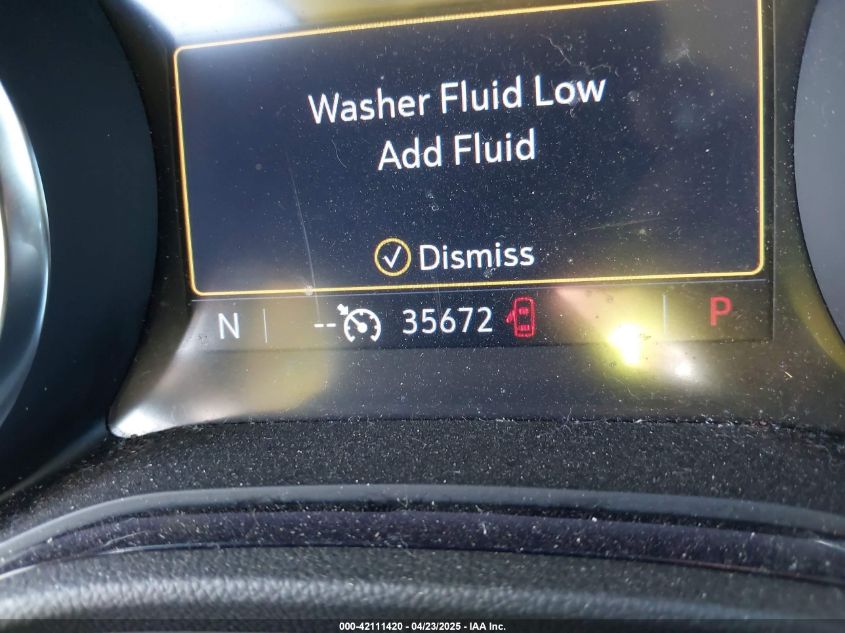 Washer Fluid Low
Add Fluid
Dismiss
N -- 35672 P
000-42111420 - 04/23/2025 - IAA Inc.